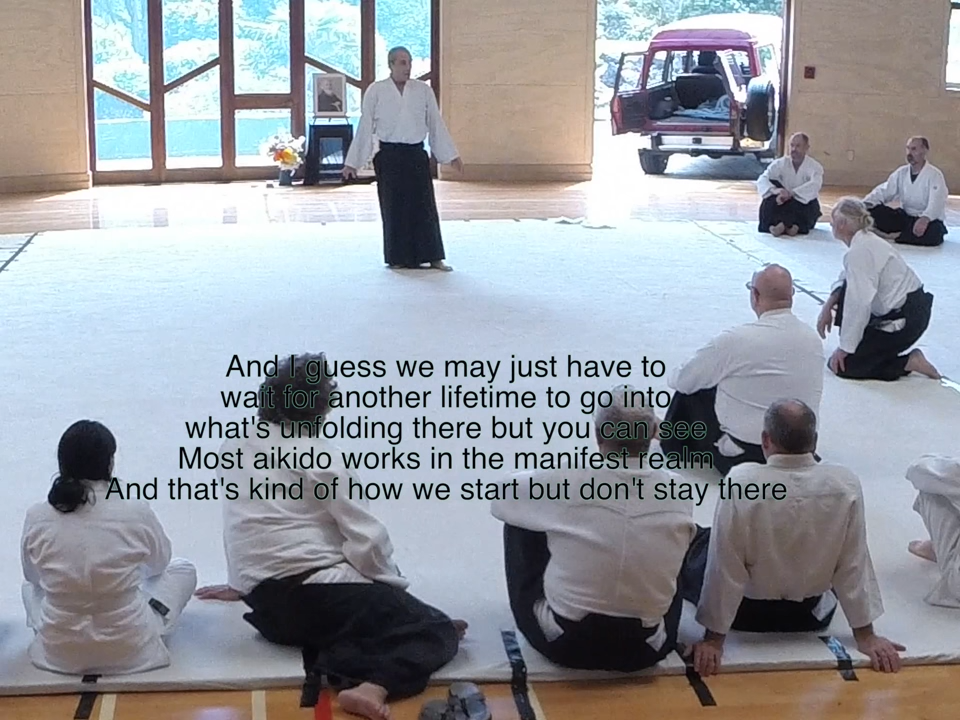 And I guess we may just have to
wait for another lifetime to go into
what's unfolding there but you can see
Most aikido works in the manifest realm
And that's kind of how we start but don't stay there